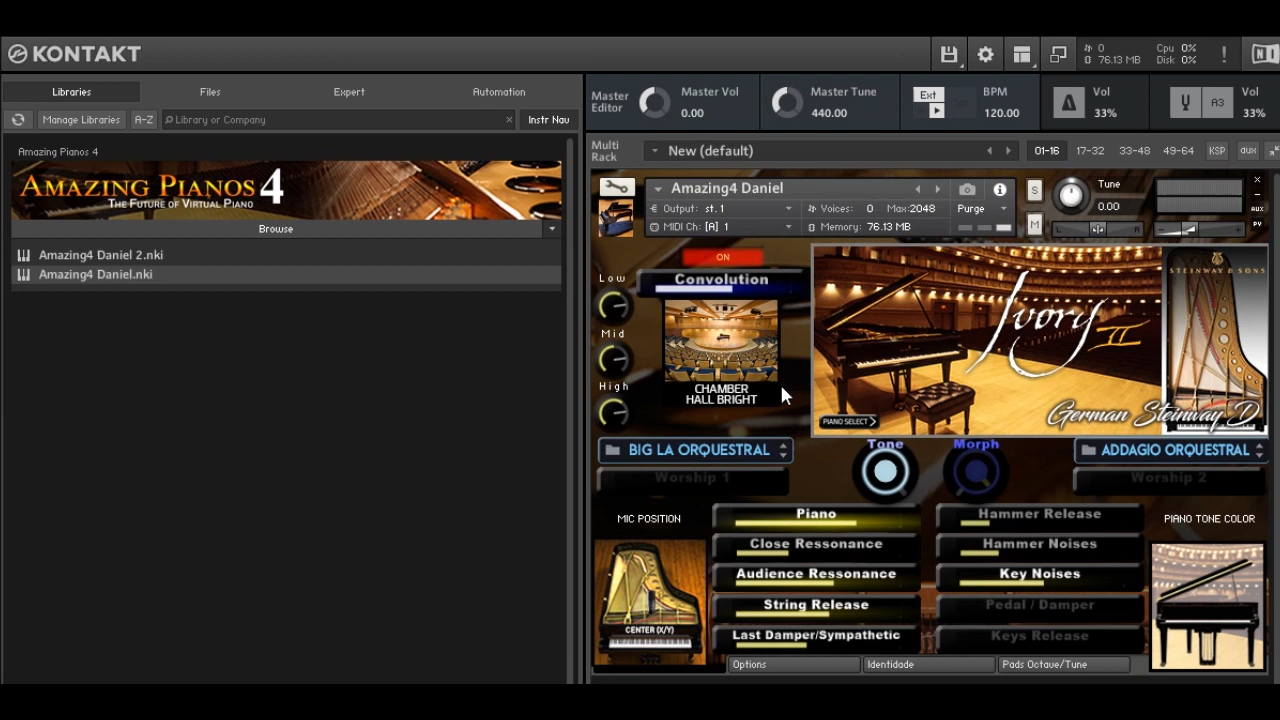 KONTAKT
0
76.13 MB
Cpu 0%
Disk 0%
!
NI
Libraries
Files
Expert
Automation
Master
Editor
Master Vol
0.00
Master Tune
440.00
Ext
BPM
120.00
Vol
33%
A3
Vol
33%
Manage Libraries
A-Z
Library or Company
×
Instr Nav
Multi
Rack
New (default)
01-16
17-32
33-48
49-64
KSP
aux
Amazing Pianos 4
AMAZING PIANOS 4
THE FUTURE OF VIRTUAL PIANO
Browse
Amazing4 Daniel 2.nki
Amazing4 Daniel.nki
Amazing4 Daniel
Output: st.1
Voices: 0 Max: 2048
Purge
MIDI Ch: [A] 1
Memory: 76.13 MB
S
M
Tune
0.00
L
R
AUX
PV
ON
Convolution
Low
Mid
High
CHAMBER
HALL BRIGHT
Ivory II
STEINWAY & SONS
German Steinway D
PIANO SELECT
BIG LA ORQUESTRAL
Tone
Morph
ADDAGIO ORQUESTRAL
Worship 1
Worship 2
MIC POSITION
CENTER (X/Y)
Piano
Close Ressonance
Audience Ressonance
String Release
Last Damper/Sympathetic
Hammer Release
Hammer Noises
Key Noises
Pedal / Damper
Keys Release
PIANO TONE COLOR
Options
Identidade
Pads Octave/Tune